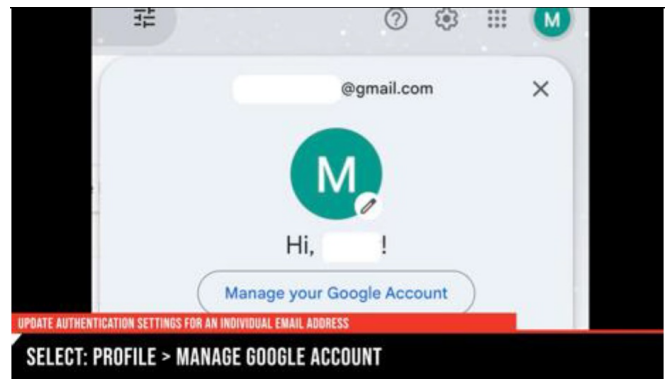 M
@gmail.com
M
Hi, !
Manage your Google Account
UPDATE AUTHENTICATION SETTINGS FOR AN INDIVIDUAL EMAIL ADDRESS
SELECT: PROFILE > MANAGE GOOGLE ACCOUNT